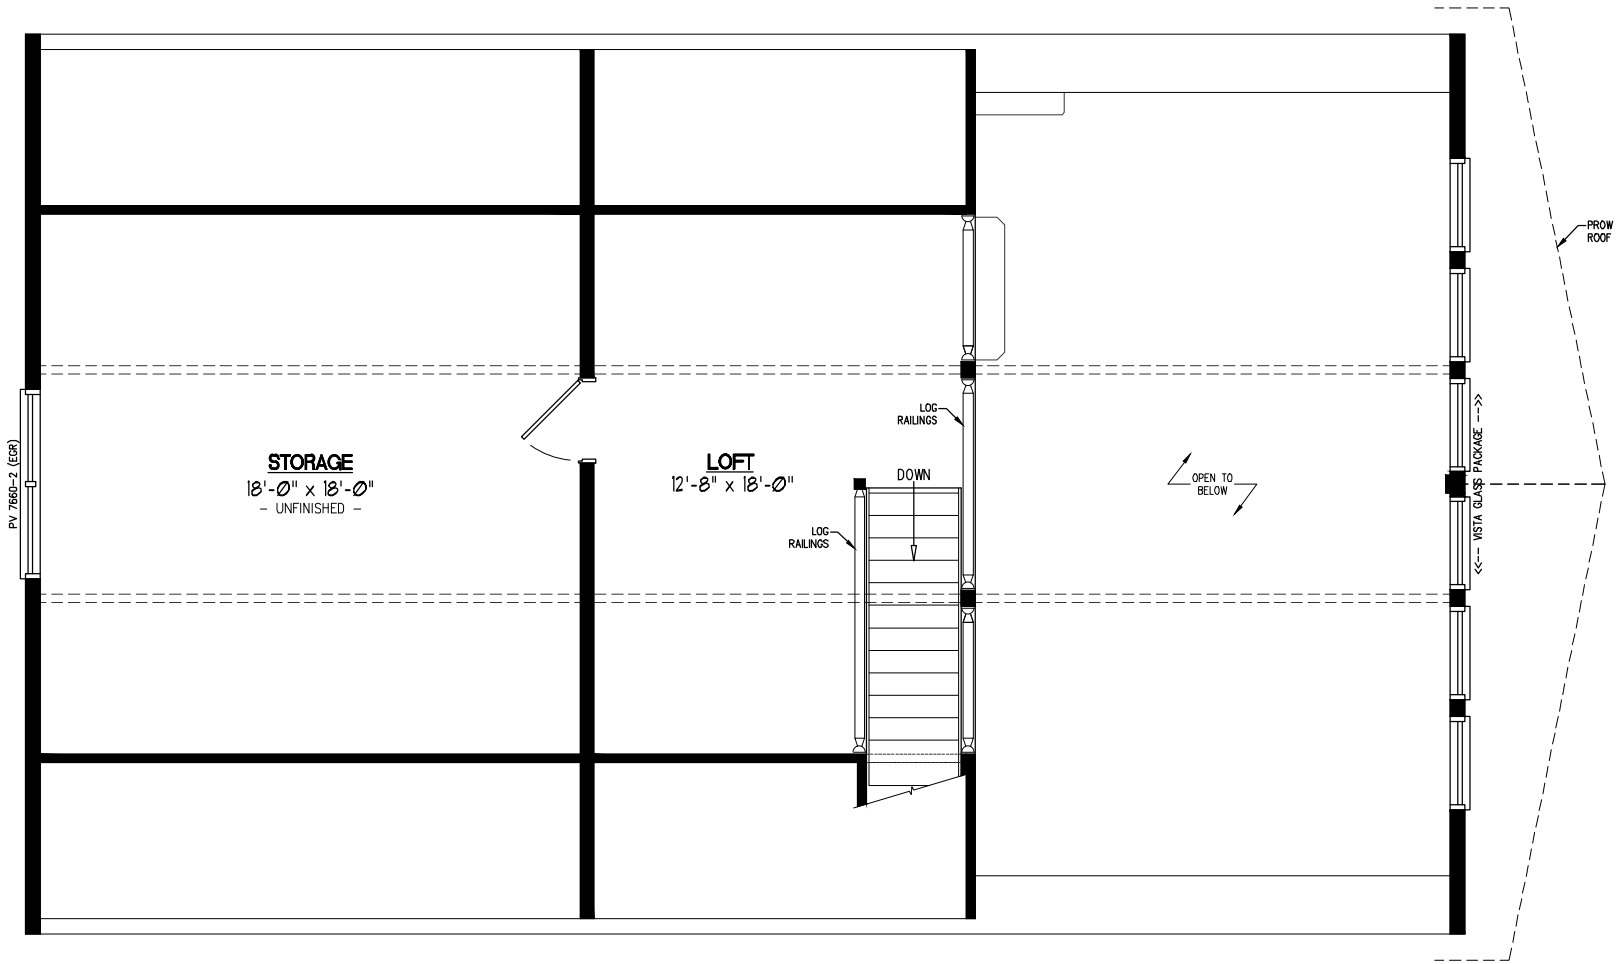 PROW
ROOF
LOG
RAILINGS
STORAGE
18'-0" x 18'-0"
- UNFINISHED -
LOFT
12'-8" x 18'-0"
DOWN
OPEN TO
BELOW
PV 7660-2 (EGR)
<<--- VISTA GLASS PACKAGE --->>
LOG
RAILINGS